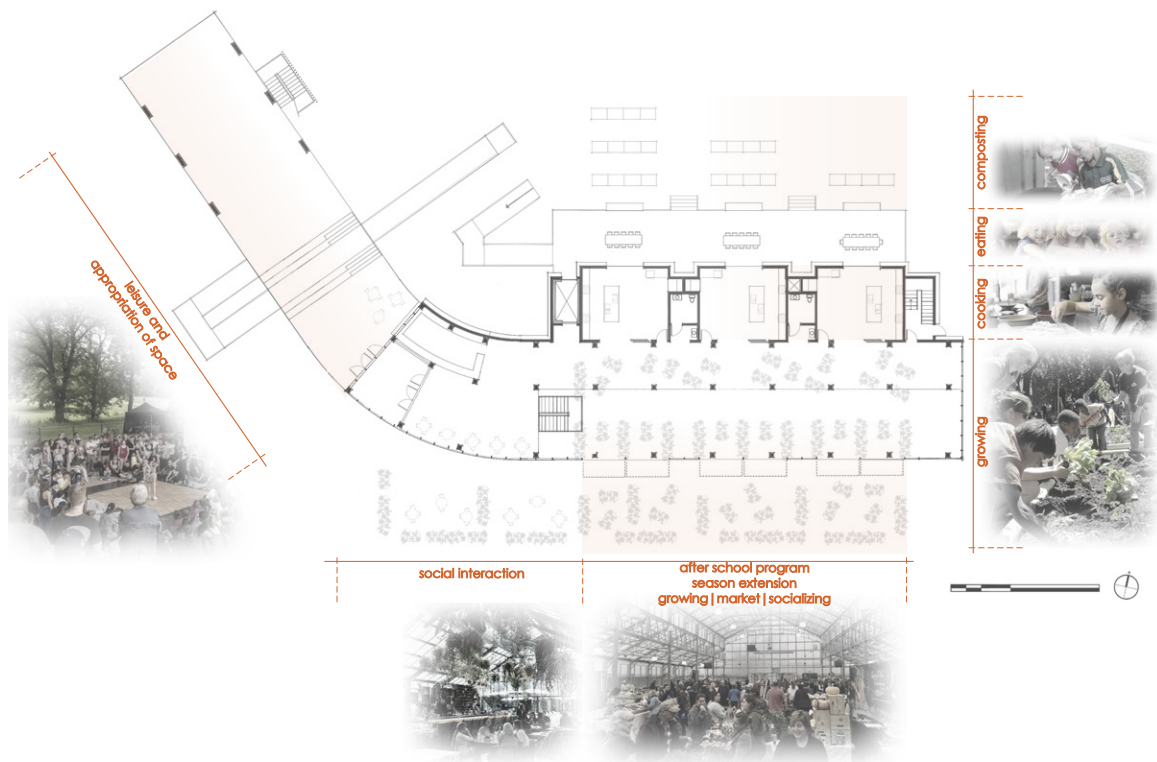 leisure and
appropriation of space
composting
eating
cooking
growing
social interaction
after school program
season extension
growing | market | socializing